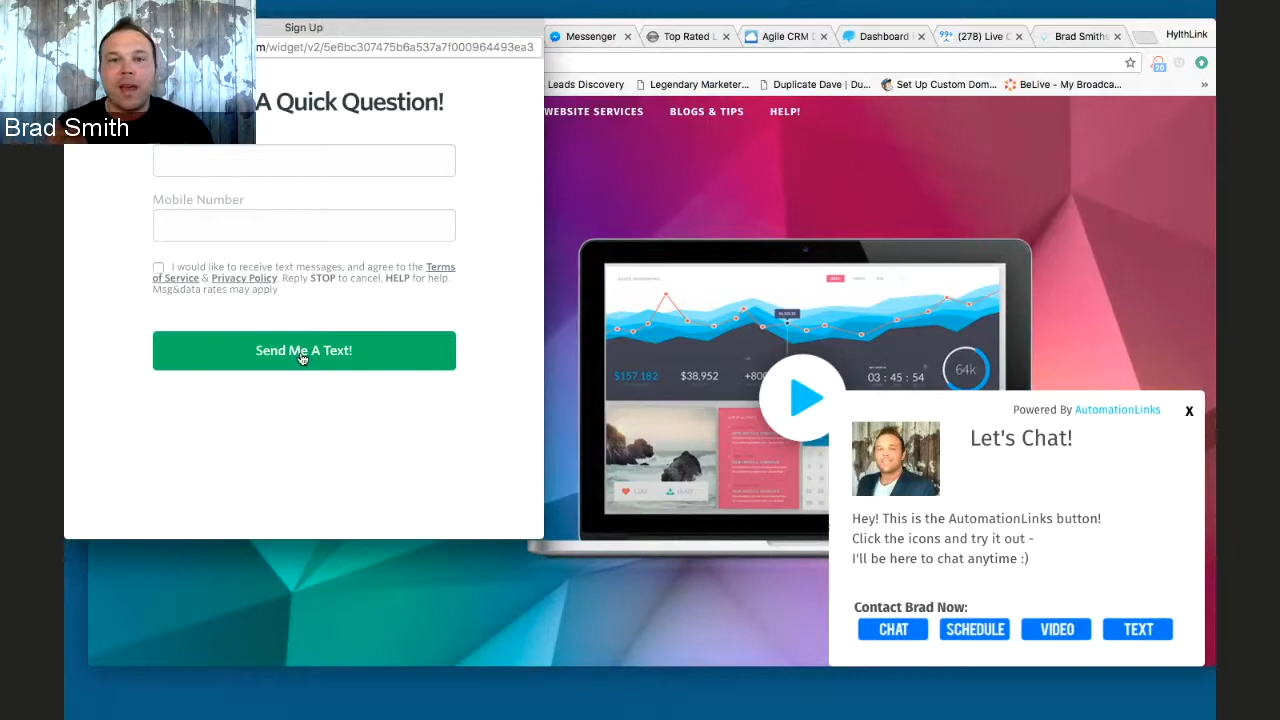 Sign Up
m/widget/v2/5e6bc307475b6a537a7f000964493ea3
A Quick Question!
Brad Smith
Mobile Number
I would like to receive text messages, and agree to the Terms
of Service & Privacy Policy. Reply STOP to cancel, HELP for help.
Msg&data rates may apply
Send Me A Text!
Messenger
Top Rated L
Agile CRM D
Dashboard
99+ (278) Live C
Brad Smith
HylthLink
20
Leads Discovery
Legendary Marketer...
Duplicate Dave | Du...
Set Up Custom Dom...
BeLive - My Broadca...
»
WEBSITE SERVICES
BLOGS & TIPS
HELP!
$157,182
$38,952
+800
03 : 45 : 54
64k
Powered By AutomationLinks
X
Let's Chat!
Hey! This is the AutomationLinks button!
Click the icons and try it out -
I'll be here to chat anytime :)
Contact Brad Now:
CHAT
SCHEDULE
VIDEO
TEXT